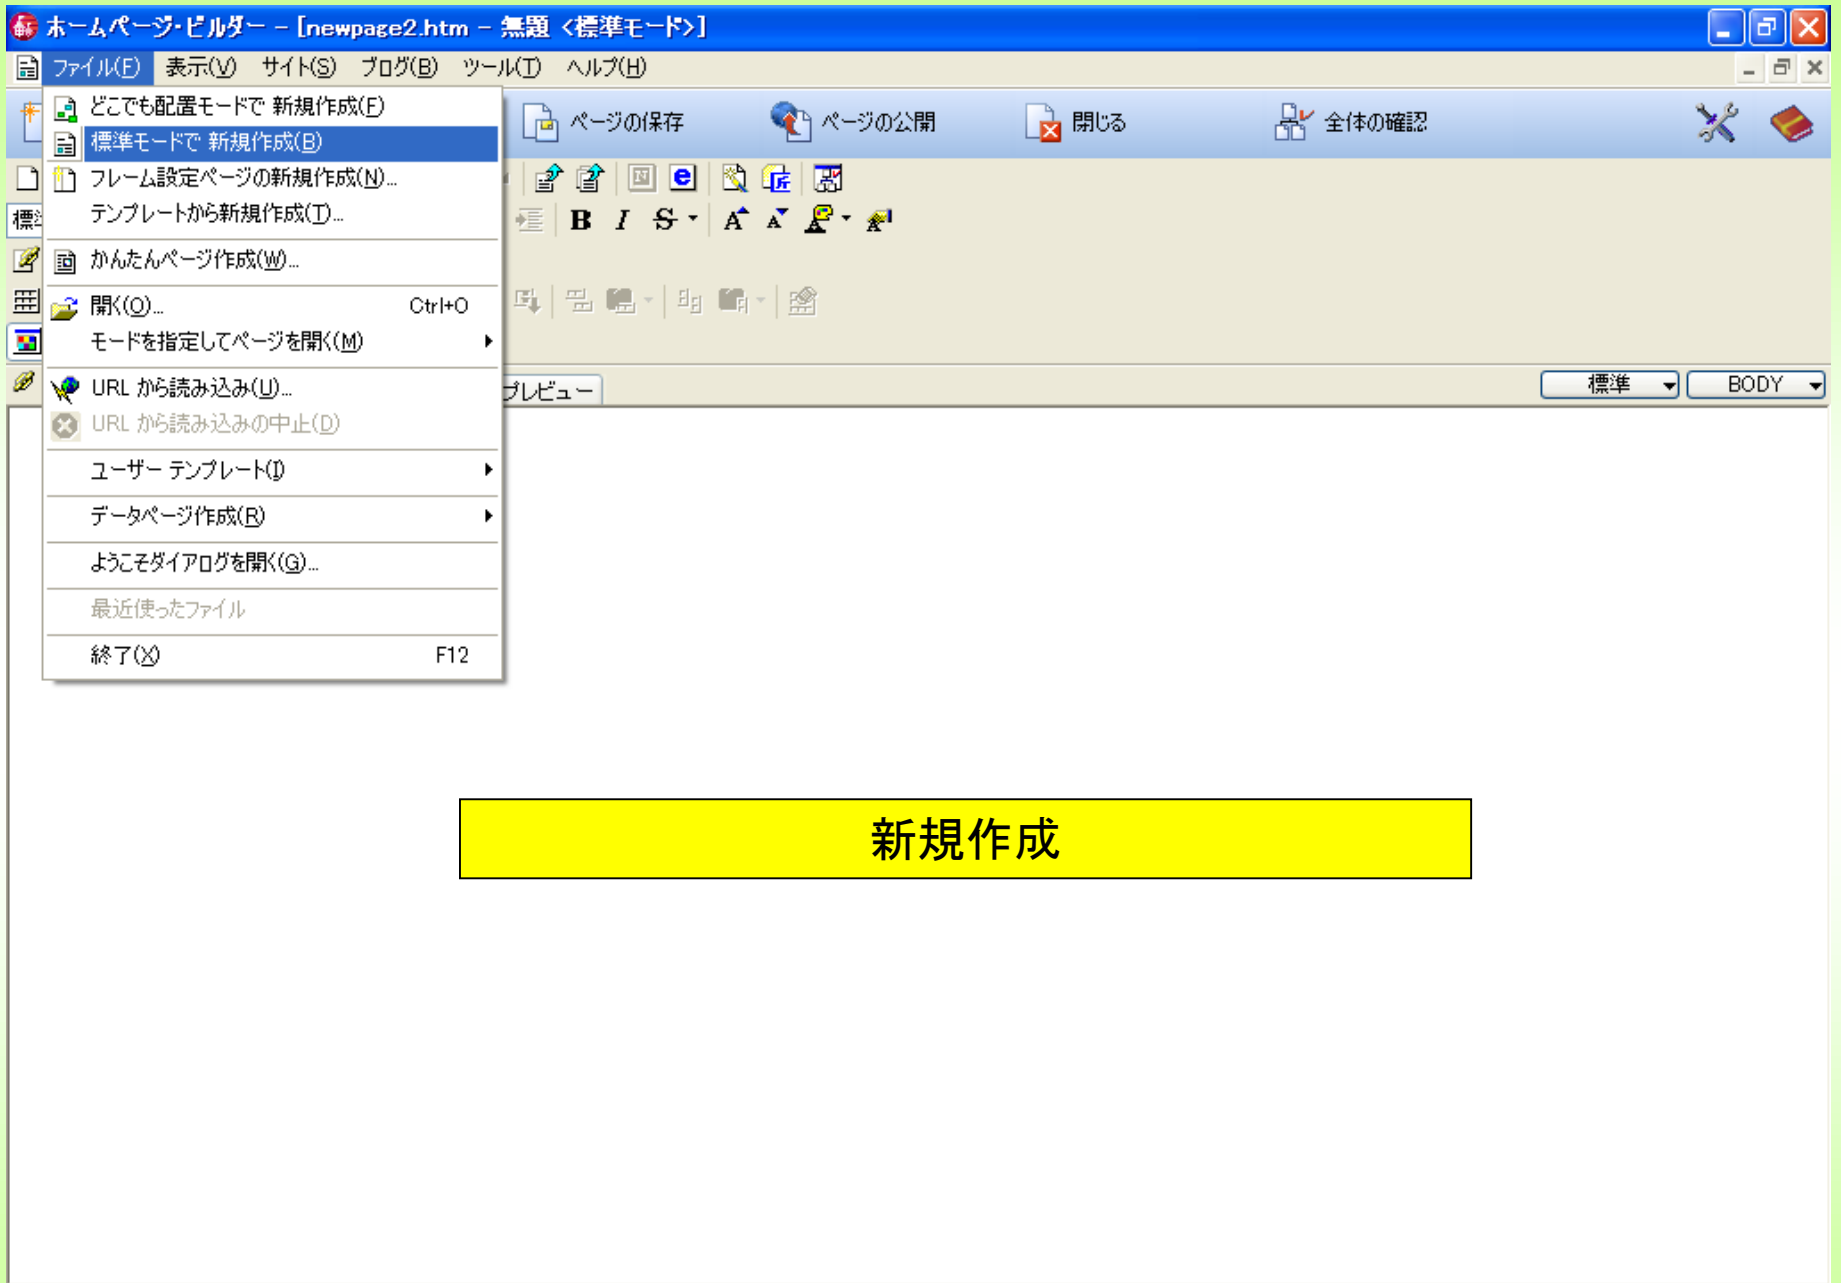 ホームページ・ビルダー - [newpage2.htm - 無題 <標準モード>]
ファイル(F) 表示(V) サイト(S) ブログ(B) ツール(T) ヘルプ(H)
ページの保存 ページの公開 閉じる 全体の確認
どこでも配置モードで 新規作成(F)
標準モードで 新規作成(B)
フレーム設定ページの新規作成(N)...
テンプレートから新規作成(T)...
かんたんページ作成(W)...
開く(O)... Ctrl+O
モードを指定してページを開く(M)
URL から読み込み(U)...
URL から読み込みの中止(D)
ユーザー テンプレート(I)
データページ作成(R)
ようこそダイアログを開く(G)...
最近使ったファイル
終了(X) F12
プレビュー 標準 BODY
新規作成